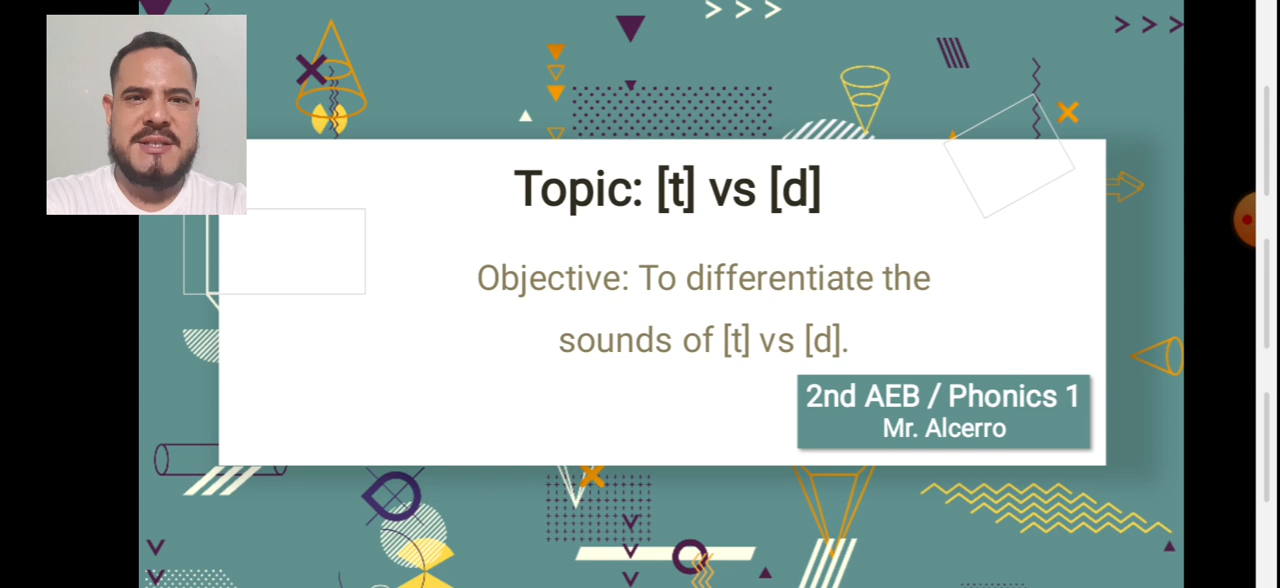 Topic: [t] vs [d]
Objective: To differentiate the
sounds of [t] vs [d].
2nd AEB / Phonics 1
Mr. Alcerro